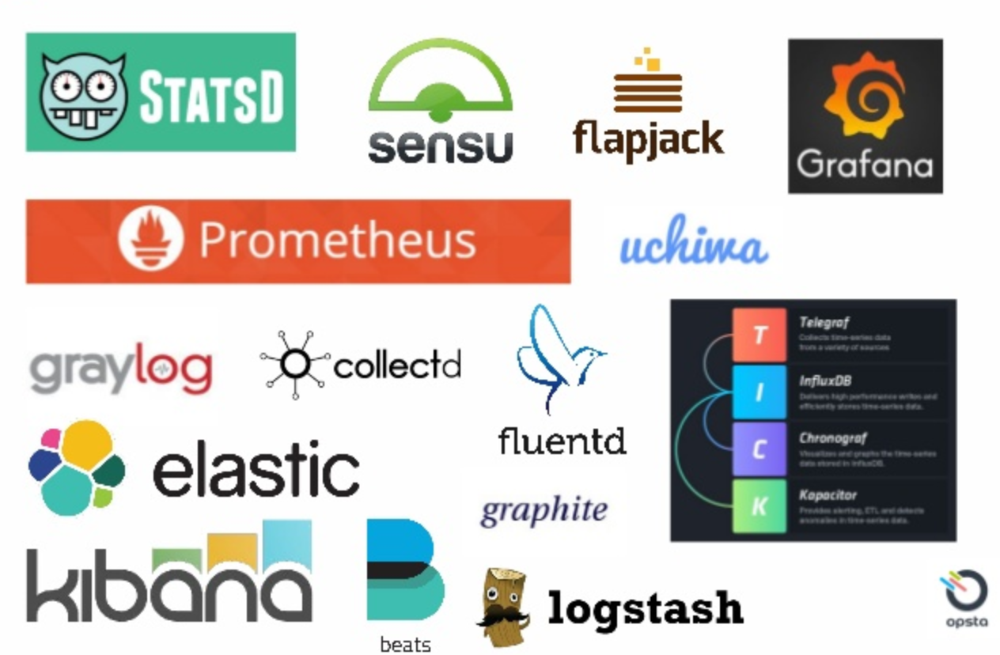 STATSD
sensu
flapjack
Grafana
Prometheus
uchiwa
graylog
collectd
fluentd
T
Telegraf
Collects time-series data
from a variety of sources
I
InfluxDB
Delivers high performance writes and
efficiently stores time-series data.
C
Chronograf
Visualizes and graphs the time-series
data stored in InfluxDB.
K
Kapacitor
Provides alerting, ETL and detects
anomalies in time-series data.
elastic
graphite
kibana
beats
logstash
opsta